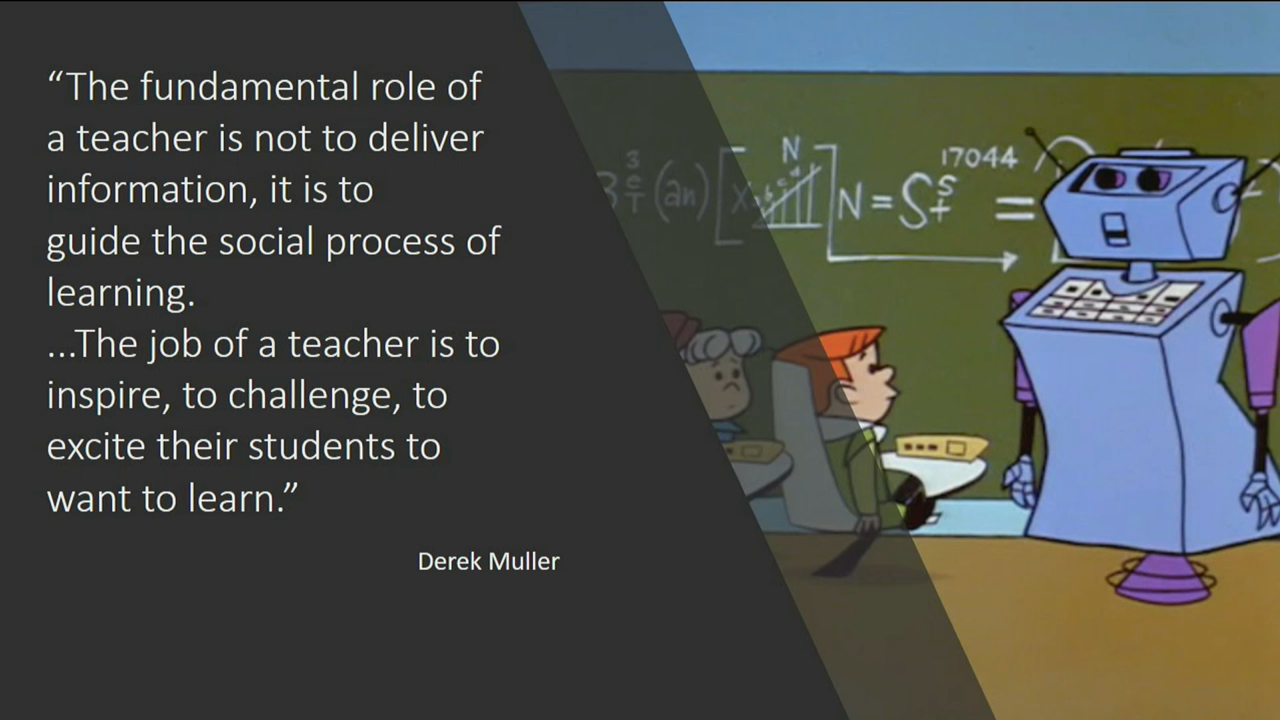 “The fundamental role of
a teacher is not to deliver
information, it is to
guide the social process of
learning.
...The job of a teacher is to
inspire, to challenge, to
excite their students to
want to learn.”
Derek Muller
N
17044
(an) [ X
N = S
=